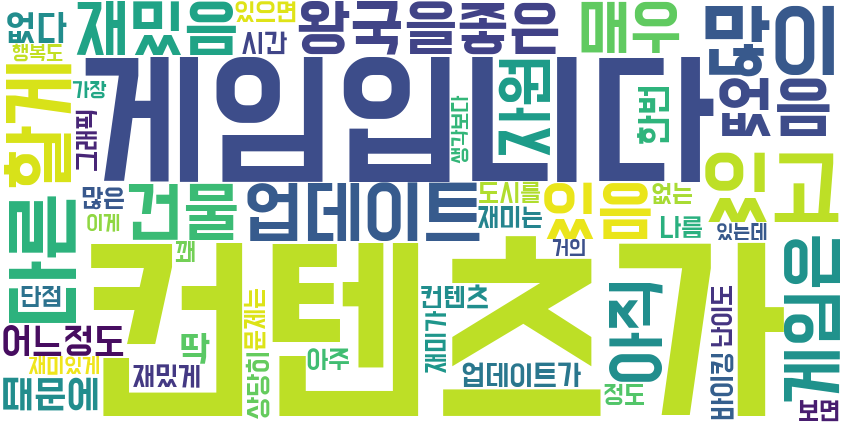 없다
재밌음
있으면
왕국을
좋은
매우
많이
행복도
시간
할게
가장
게임입니다
그래픽
생각보다
자원
한번
없음
많은
이게
건물
업데이트
도시를
재미는
있음
없는
나름
있는데
있고
다른
단점
꽤
거의
컨텐츠가
컨텐츠
아직
게임은
어느정도
딱
상당히
문제는
아주
재미가
재미있게
재밌게
때문에
업데이트가
정도
바이킹
난이도
보면